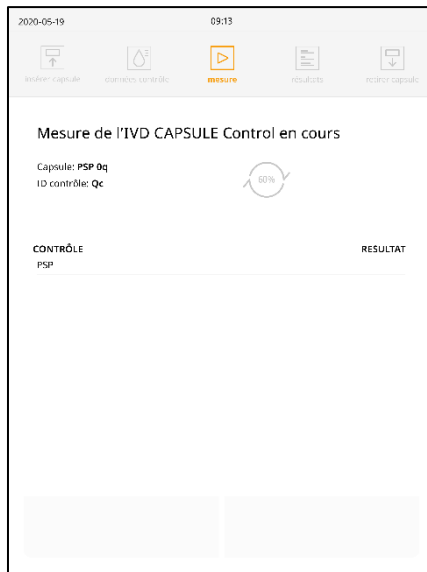 2020-05-19 09:13
insérer capsule données contrôle mesure résultats retirer capsule
Mesure de l'IVD CAPSULE Control en cours
Capsule: PSP 0q
60%
ID contrôle: Qc
CONTRÔLE RESULTAT
PSP